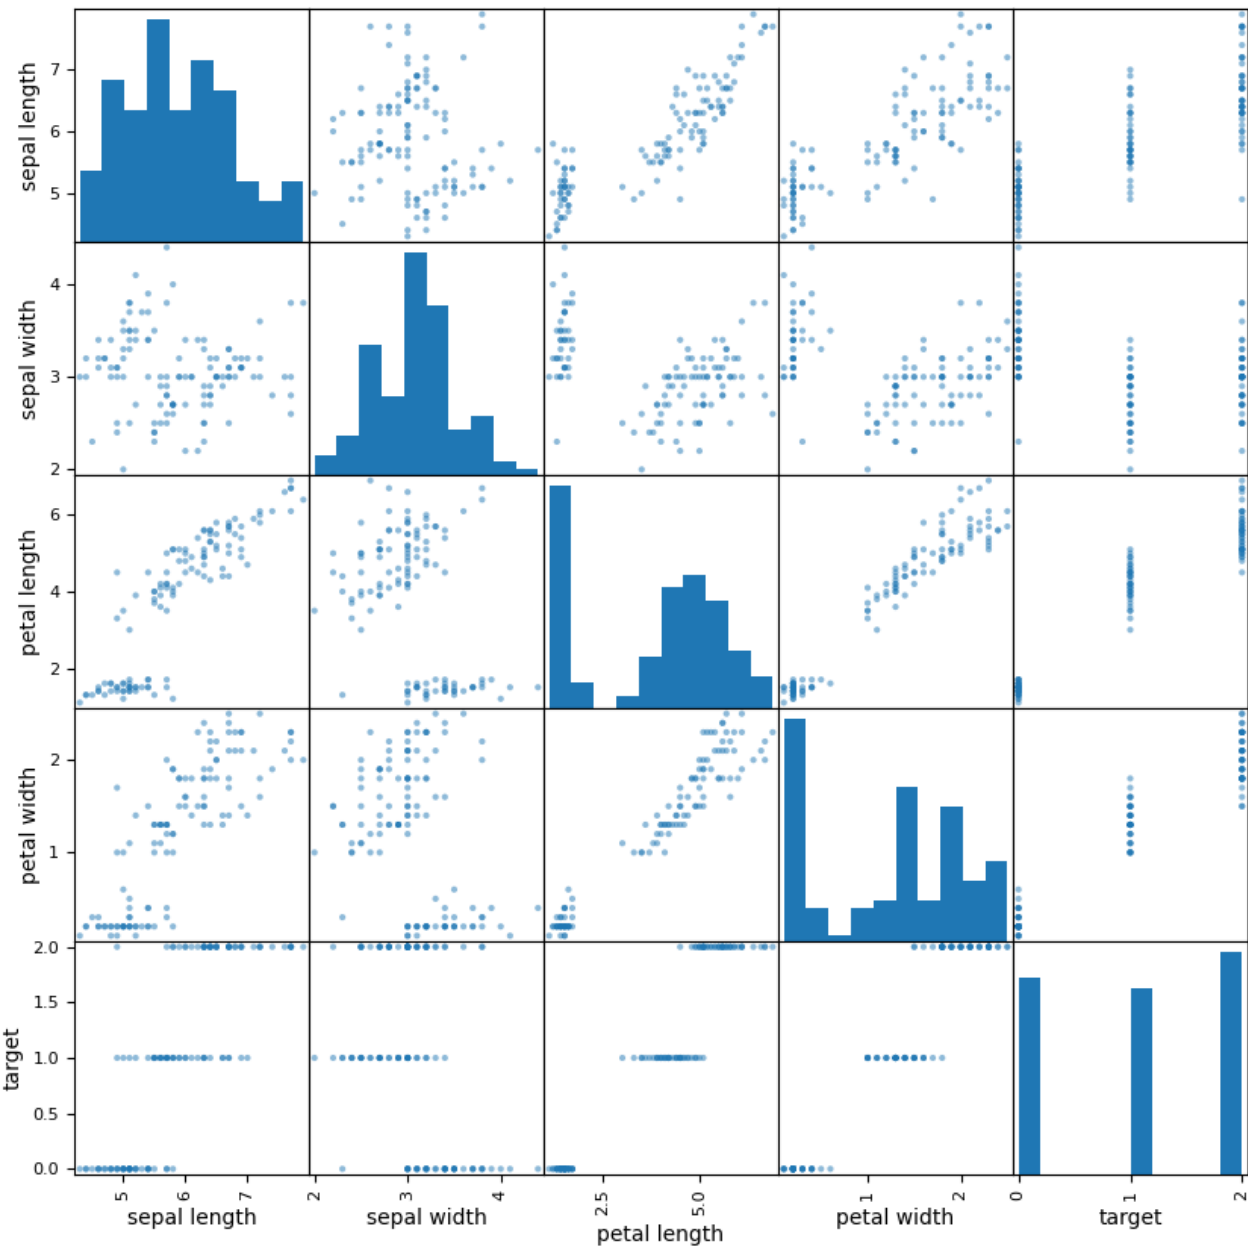 sepal length
7
6
5
sepal width
4
3
2
petal length
6
4
2
petal width
2
1
target
2.0
1.5
1.0
0.5
0.0
5 6 7
2 3 4
2.5 5.0
1 2
0 1 2
sepal length
sepal width
petal length
petal width
target